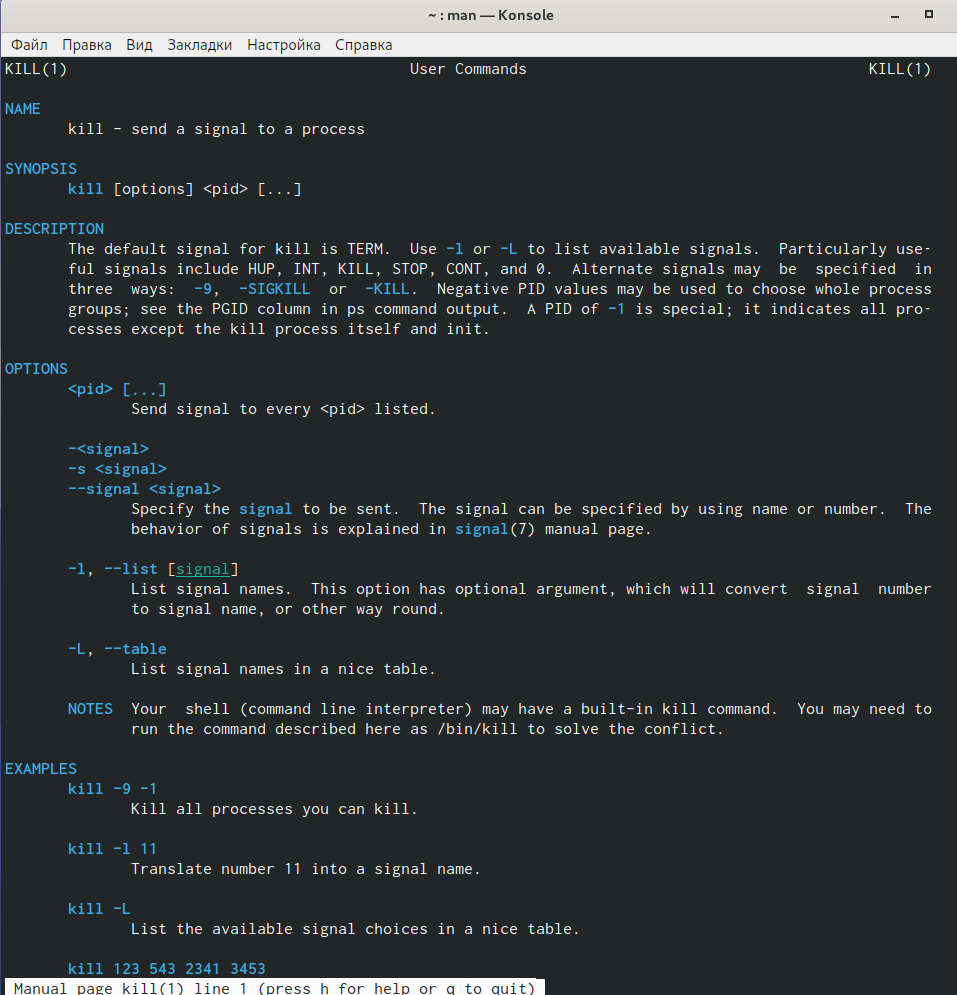 ~ : man — Konsole
Файл Правка Вид Закладки Настройка Справка
KILL(1) User Commands KILL(1)
NAME
kill - send a signal to a process
SYNOPSIS
kill [options] <pid> [...]
DESCRIPTION
The default signal for kill is TERM. Use -l or -L to list available signals. Particularly use-
ful signals include HUP, INT, KILL, STOP, CONT, and 0. Alternate signals may be specified in
three ways: -9, -SIGKILL or -KILL. Negative PID values may be used to choose whole process
groups; see the PGID column in ps command output. A PID of -1 is special; it indicates all pro-
cesses except the kill process itself and init.
OPTIONS
<pid> [...]
Send signal to every <pid> listed.
-<signal>
-s <signal>
--signal <signal>
Specify the signal to be sent. The signal can be specified by using name or number. The
behavior of signals is explained in signal(7) manual page.
-l, --list [signal]
List signal names. This option has optional argument, which will convert signal number
to signal name, or other way round.
-L, --table
List signal names in a nice table.
NOTES Your shell (command line interpreter) may have a built-in kill command. You may need to
run the command described here as /bin/kill to solve the conflict.
EXAMPLES
kill -9 -1
Kill all processes you can kill.
kill -l 11
Translate number 11 into a signal name.
kill -L
List the available signal choices in a nice table.
kill 123 543 2341 3453
Manual page kill(1) line 1 (press h for help or q to quit)